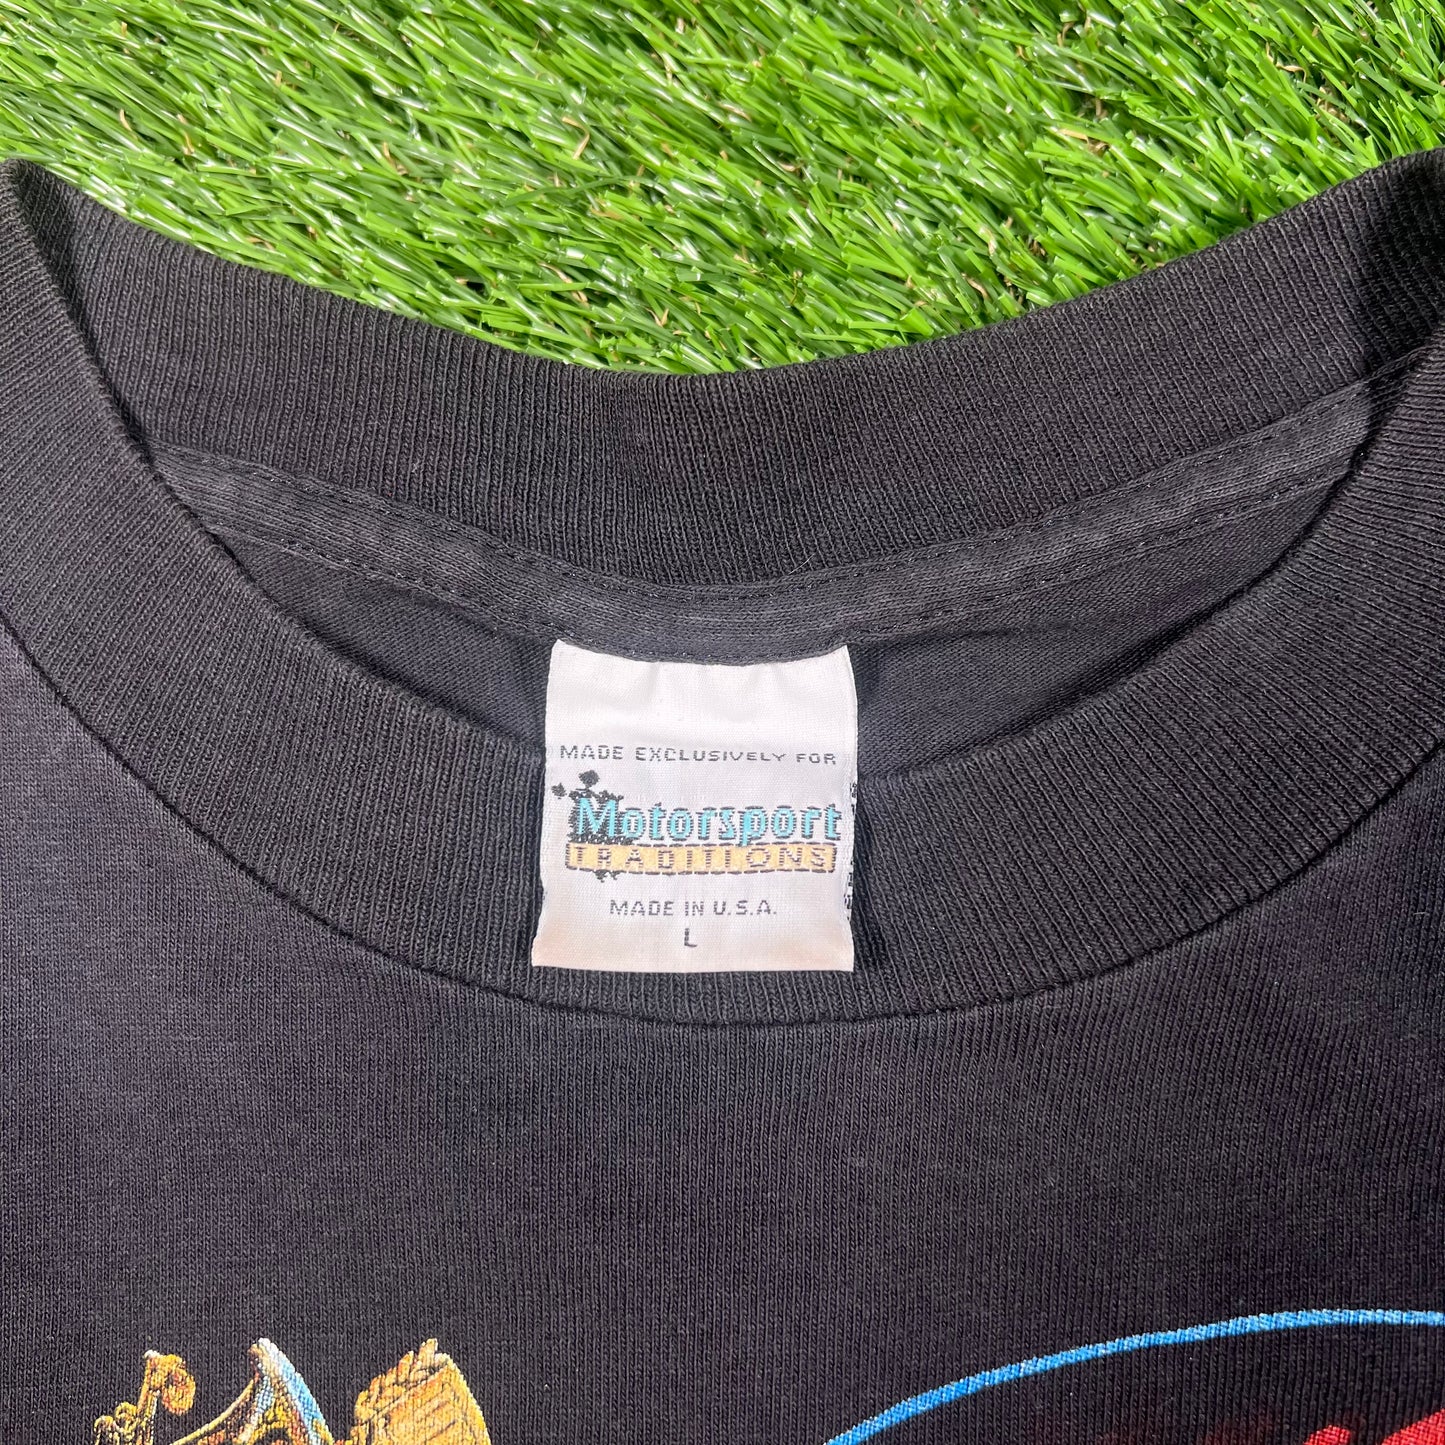 MADE EXCLUSIVELY FOR
Motorsport
TRADITIONS
MADE IN U.S.A.
L